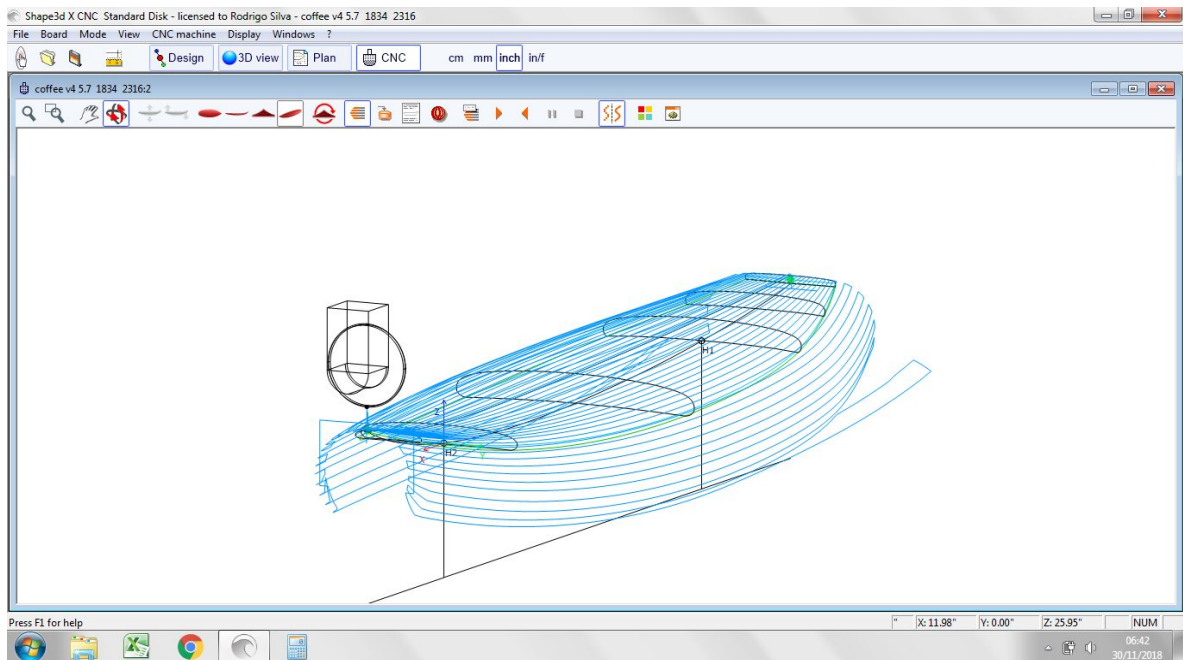 Shape3d X CNC Standard Disk - licensed to Rodrigo Silva - coffee v4 5.7 1834 2316
File Board Mode View CNC machine Display Windows ?
Design 3D view Plan CNC cm mm inch in/f
coffee v4 5.7 1834 2316:2
H1
Z
X Y
H2
Press F1 for help " X: 11.98" Y: 0.00" Z: 25.95" NUM
06:42
30/11/2018